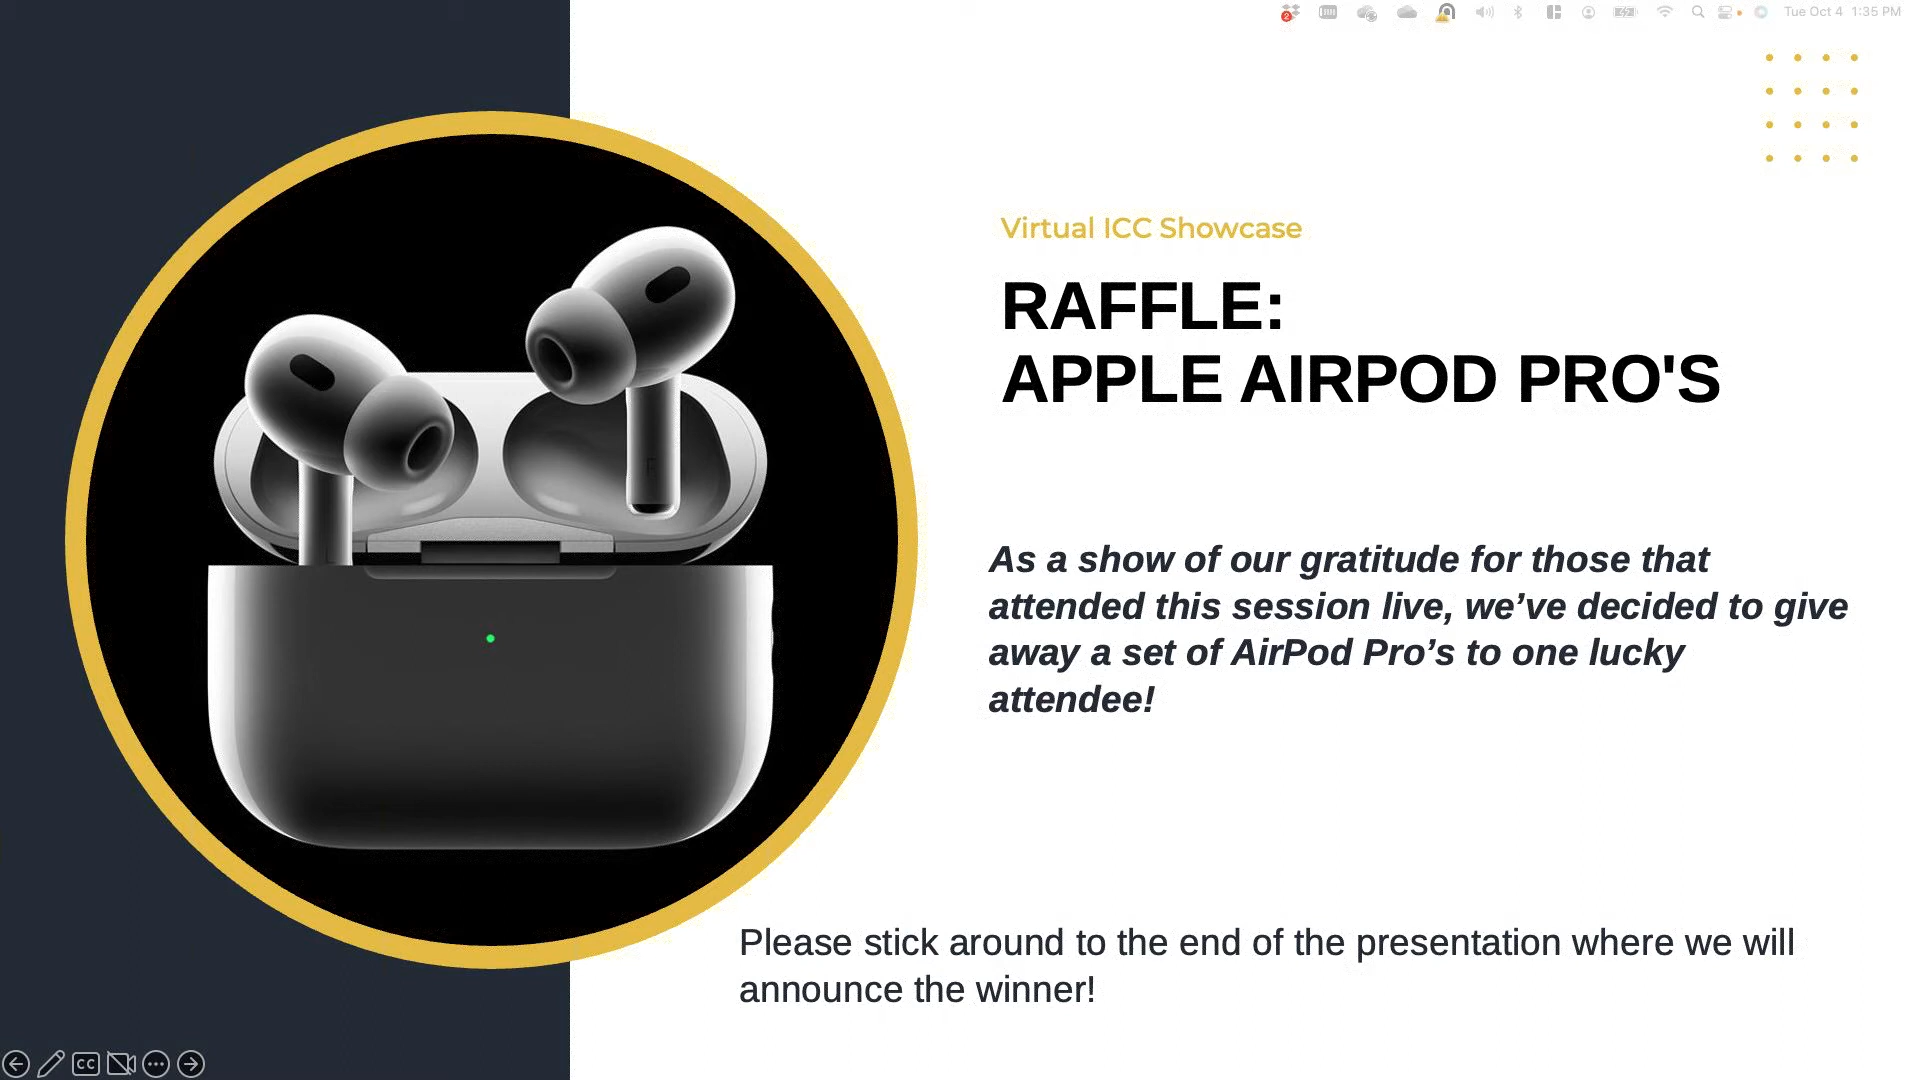 2
Tue Oct 4 1:35 PM
Virtual ICC Showcase
RAFFLE:
APPLE AIRPOD PRO'S
As a show of our gratitude for those that
attended this session live, we’ve decided to give
away a set of AirPod Pro’s to one lucky
attendee!
Please stick around to the end of the presentation where we will
announce the winner!
CC